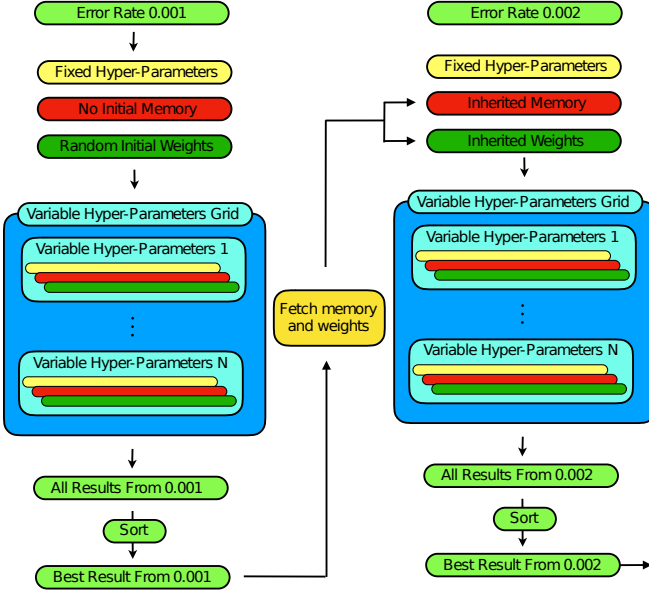 Error Rate 0.001
Fixed Hyper-Parameters
No Initial Memory
Random Initial Weights
Variable Hyper-Parameters Grid
Variable Hyper-Parameters 1
Variable Hyper-Parameters N
All Results From 0.001
Sort
Best Result From 0.001
Fetch memory
and weights
Error Rate 0.002
Fixed Hyper-Parameters
Inherited Memory
Inherited Weights
Variable Hyper-Parameters Grid
Variable Hyper-Parameters 1
Variable Hyper-Parameters N
All Results From 0.002
Sort
Best Result From 0.002